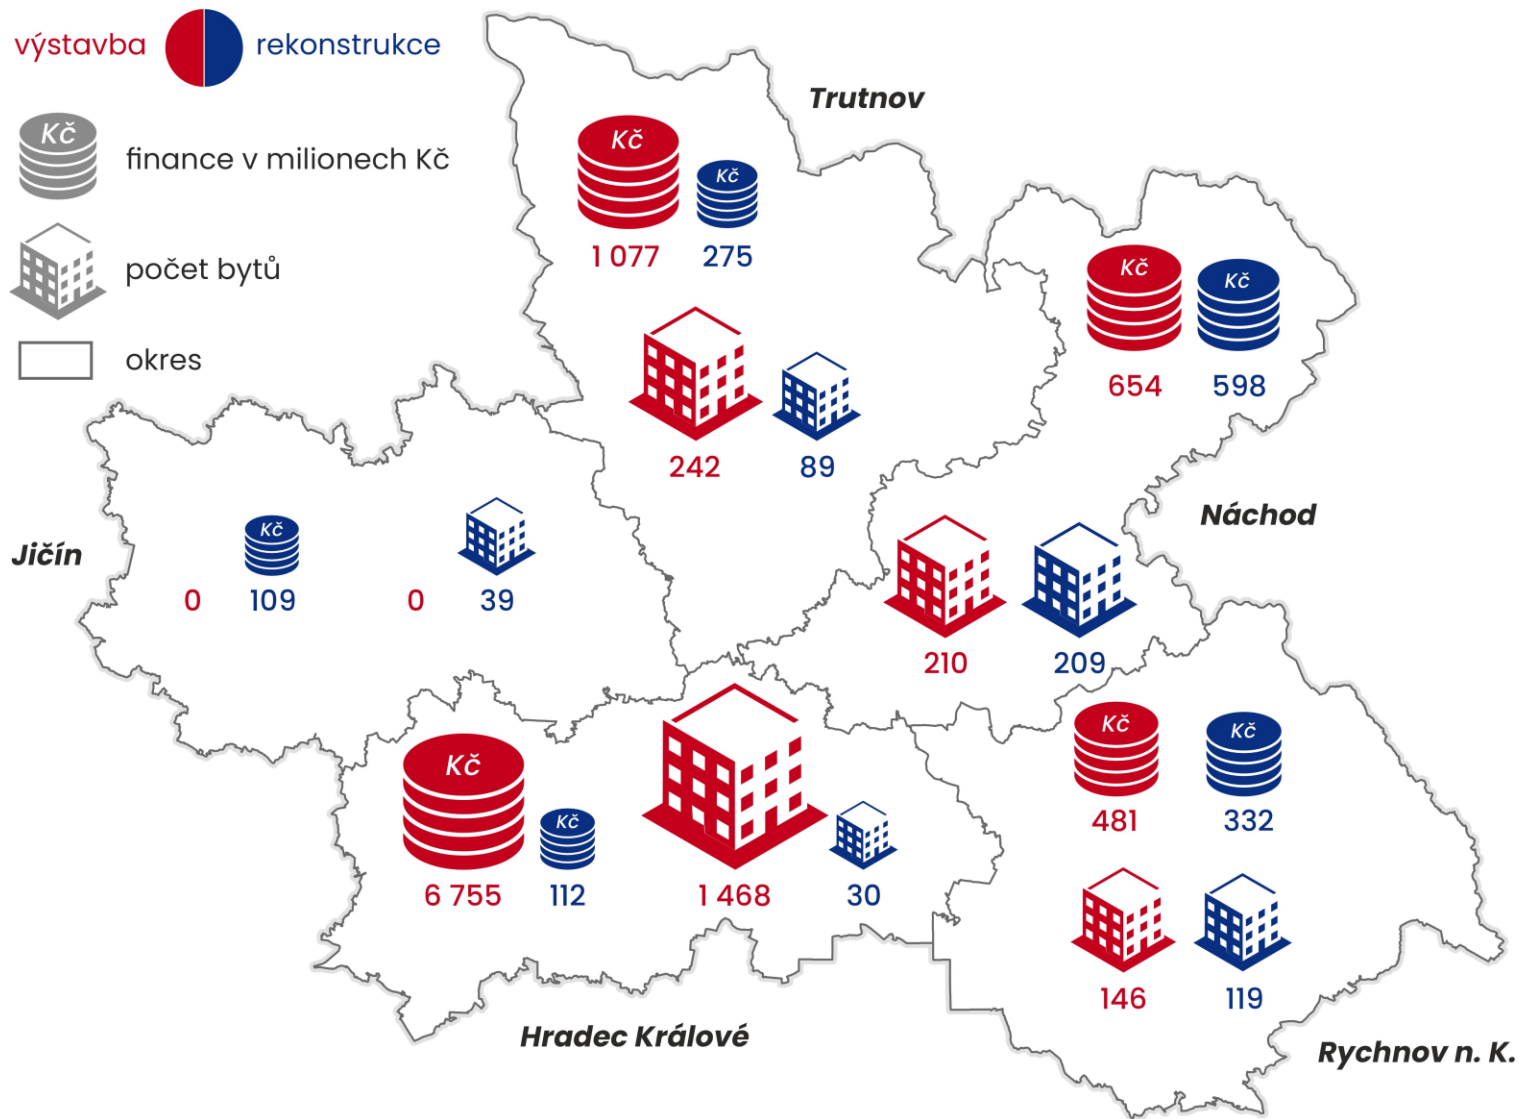 výstavba rekonstrukce
Kč finance v milionech Kč
počet bytů
okres
Trutnov
Kč Kč
1 077 275
242 89
Kč Kč
654 598
Náchod
210 209
Jičín
Kč
0 109 0 39
Kč Kč
6 755 112 1 468 30
Hradec Králové
Kč Kč
481 332
146 119
Rychnov n. K.